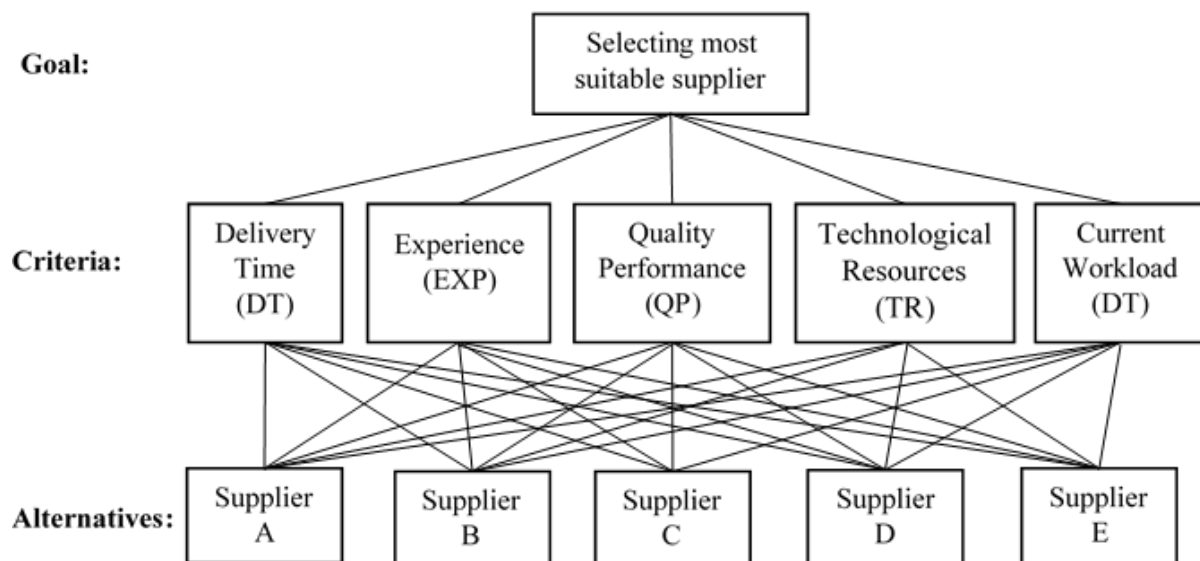 Goal:
Selecting most
suitable supplier
Criteria:
Delivery
Time
(DT)
Experience
(EXP)
Quality
Performance
(QP)
Technological
Resources
(TR)
Current
Workload
(DT)
Alternatives:
Supplier
A
Supplier
B
Supplier
C
Supplier
D
Supplier
E